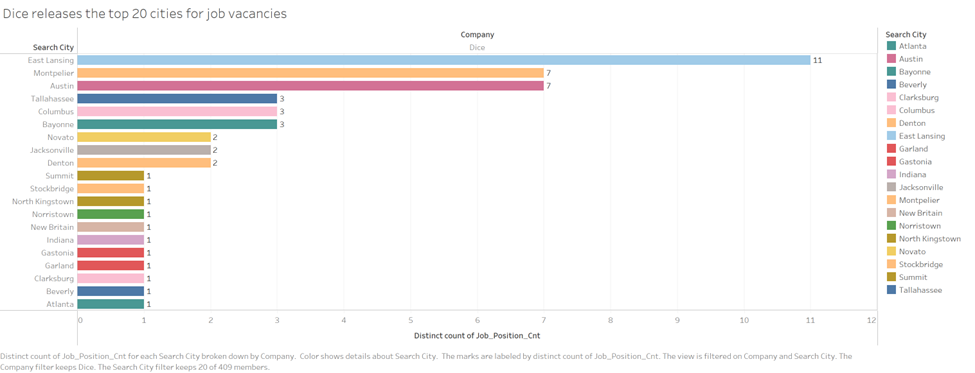 Dice releases the top 20 cities for job vacancies
Company
Search City
Dice
East Lansing 11
Montpelier 7
Austin 7
Tallahassee 3
Columbus 3
Bayonne 3
Novato 2
Jacksonville 2
Denton 2
Summit 1
Stockbridge 1
North Kingstown 1
Norristown 1
New Britain 1
Indiana 1
Gastonia 1
Garland 1
Clarksburg 1
Beverly 1
Atlanta 1
0 1 2 3 4 5 6 7 8 9 10 11 12
Distinct count of Job_Position_Cnt
Search City
Atlanta
Austin
Bayonne
Beverly
Clarksburg
Columbus
Denton
East Lansing
Garland
Gastonia
Indiana
Jacksonville
Montpelier
New Britain
Norristown
North Kingstown
Novato
Stockbridge
Summit
Tallahassee
Distinct count of Job_Position_Cnt for each Search City broken down by Company. Color shows details about Search City. The marks are labeled by distinct count of Job_Position_Cnt. The view is filtered on Company and Search City. The
Company filter keeps Dice. The Search City filter keeps 20 of 409 members.